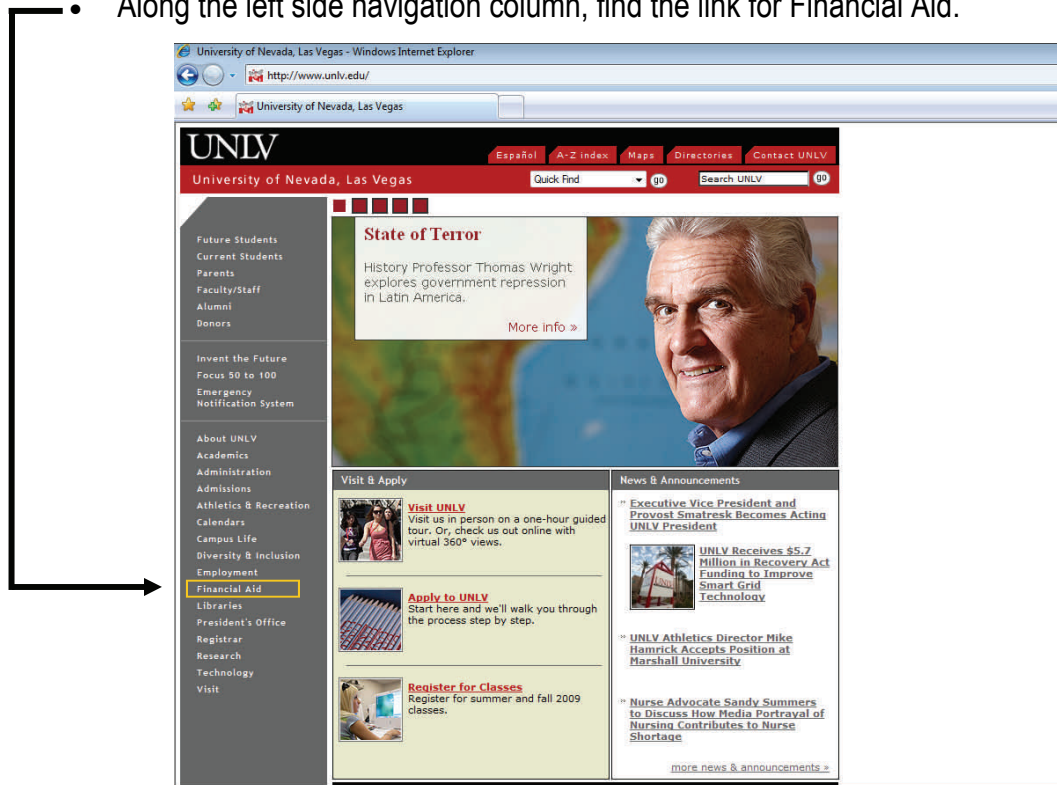 • Along the left side navigation column, find the link for Financial Aid.
University of Nevada, Las Vegas - Windows Internet Explorer
http://www.unlv.edu/
University of Nevada, Las Vegas
UNLV
Español A-Z index Maps Directories Contact UNLV
University of Nevada, Las Vegas
Quick Find go Search UNLV go
Future Students
Current Students
Parents
Faculty/Staff
Alumni
Donors
Invent the Future
Focus 50 to 100
Emergency
Notification System
About UNLV
Academics
Administration
Admissions
Athletics & Recreation
Calendars
Campus Life
Diversity & Inclusion
Employment
Financial Aid
Libraries
President's Office
Registrar
Research
Technology
Visit
State of Terror
History Professor Thomas Wright
explores government repression
in Latin America.
More info »
Visit & Apply
Visit UNLV
Visit us in person on a one-hour guided
tour. Or, check us out online with
virtual 360º views.
Apply to UNLV
Start here and we'll walk you through
the process step by step.
Register for Classes
Register for summer and fall 2009
classes.
News & Announcements
» Executive Vice President and
Provost Smatresk Becomes Acting
UNLV President
UNLV Receives $5.7
Million in Recovery Act
Funding to Improve
Smart Grid
Technology
» UNLV Athletics Director Mike
Hamrick Accepts Position at
Marshall University
» Nurse Advocate Sandy Summers
to Discuss How Media Portrayal of
Nursing Contributes to Nurse
Shortage
more news & announcements »